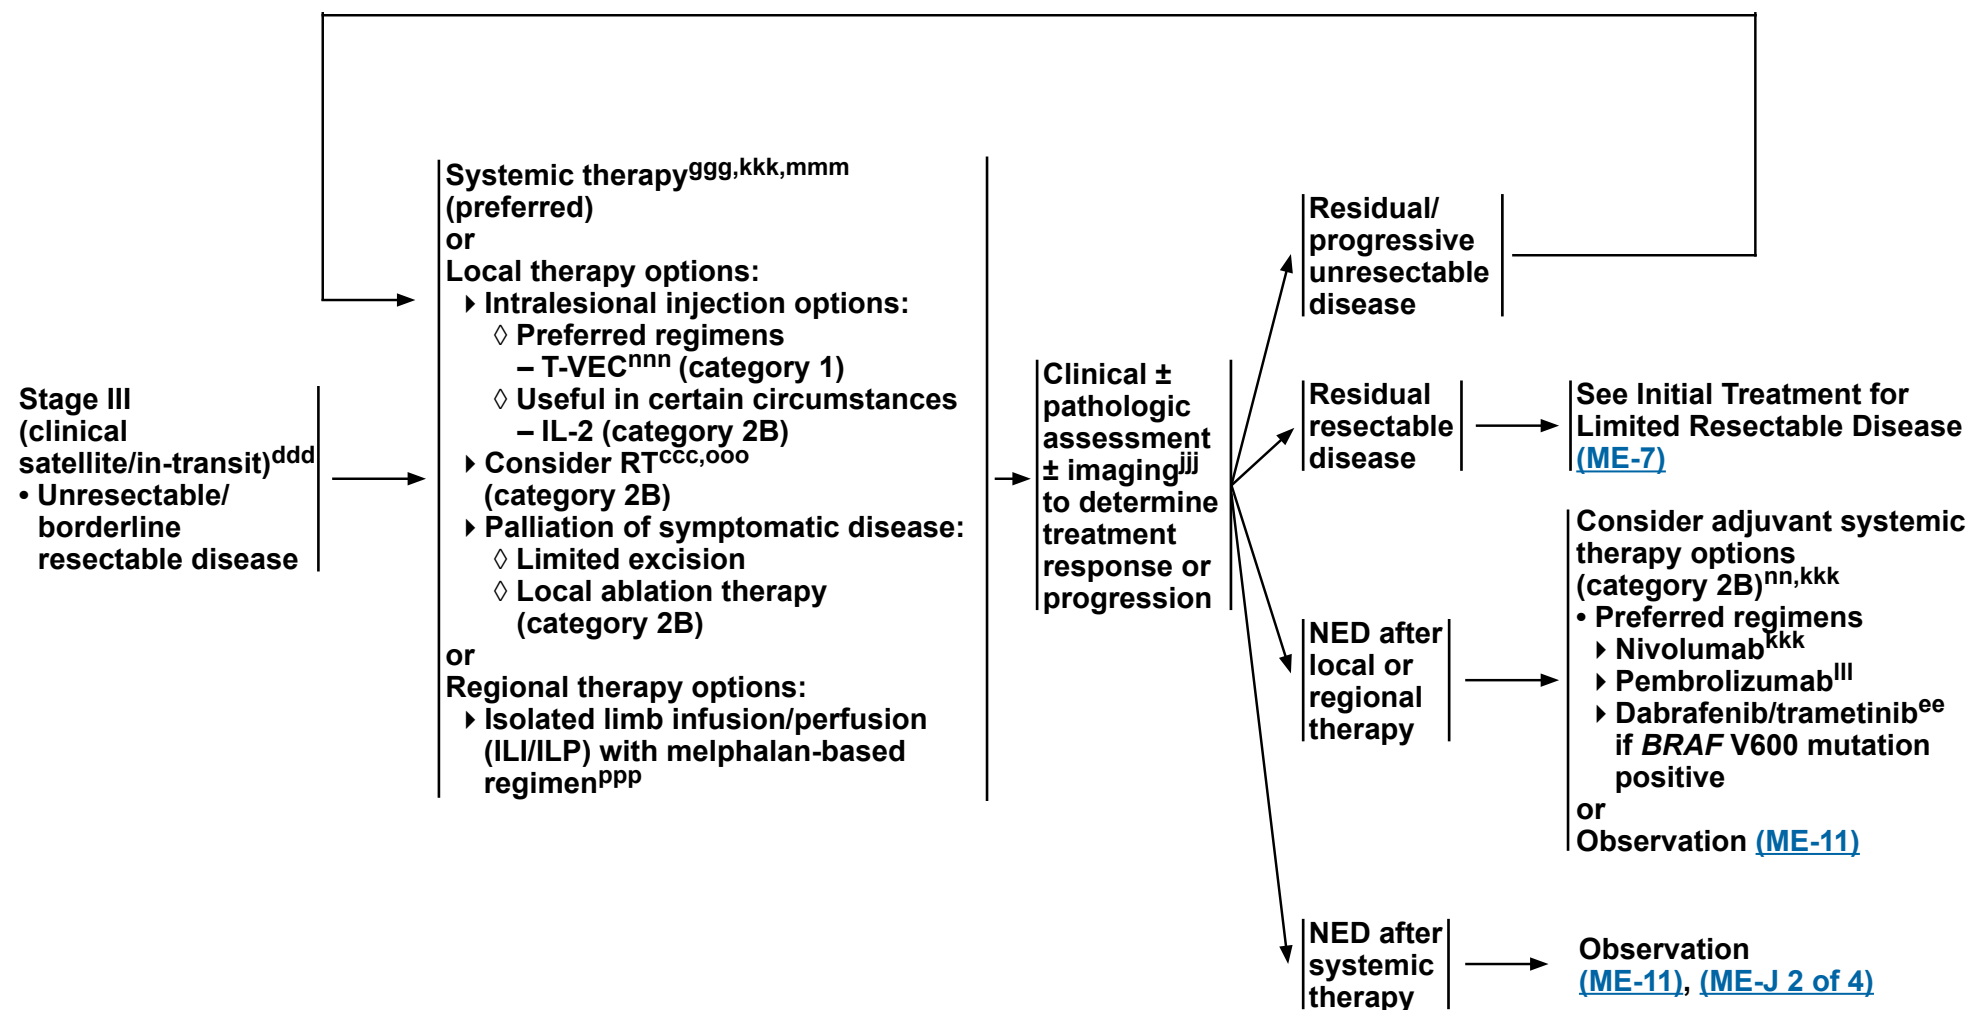 Stage III
(clinical
satellite/in-transit)ddd
• Unresectable/
borderline
resectable disease
Systemic therapyggg,kkk,mmm
(preferred)
or
Local therapy options:
Intralesional injection options:
◊ Preferred regimens
– T-VECnnn (category 1)
◊ Useful in certain circumstances
– IL-2 (category 2B)
Consider RTccc,ooo
(category 2B)
Palliation of symptomatic disease:
◊ Limited excision
◊ Local ablation therapy
(category 2B)
or
Regional therapy options:
Isolated limb infusion/perfusion
(ILI/ILP) with melphalan-based
regimenppp
Clinical ±
pathologic
assessment
± imagingjjj
to determine
treatment
response or
progression
Residual/
progressive
unresectable
disease
Residual
resectable
disease
See Initial Treatment for
Limited Resectable Disease
(ME-7)
NED after
local or
regional
therapy
Consider adjuvant systemic
therapy options
(category 2B)nn,kkk
• Preferred regimens
Nivolumabkkk
Pembrolizumablll
Dabrafenib/trametinibee
if BRAF V600 mutation
positive
or
Observation (ME-11)
NED after
systemic
therapy
Observation
(ME-11), (ME-J 2 of 4)